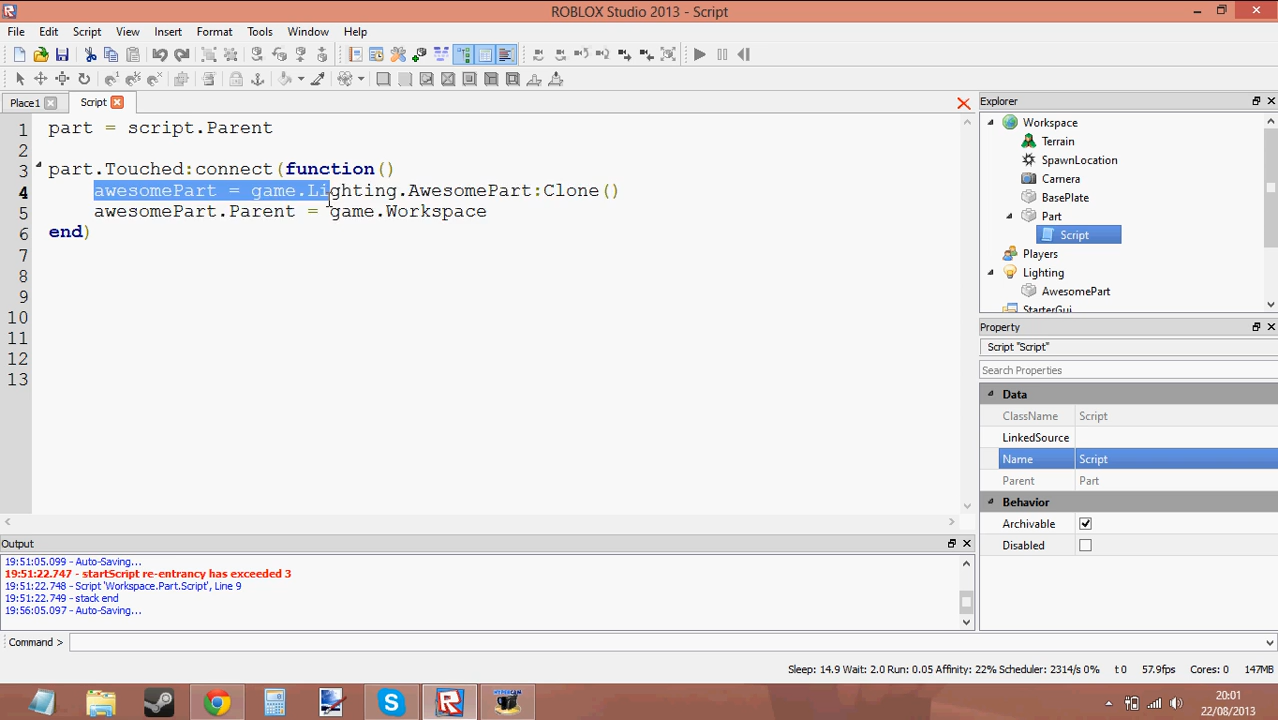 ROBLOX Studio 2013 - Script
File Edit Script View Insert Format Tools Window Help
Place1 Script
1 part = script.Parent
2
3 part.Touched:connect(function()
4 awesomePart = game.Lighting.AwesomePart:Clone()
5 awesomePart.Parent = game.Workspace
6 end)
7
8
9
10
11
12
13
Explorer
Workspace
Terrain
SpawnLocation
Camera
BasePlate
Part
Script
Players
Lighting
AwesomePart
StarterGui
Property
Script "Script"
Search Properties
Data
ClassName Script
LinkedSource
Name Script
Parent Part
Behavior
Archivable
Disabled
Output
19:51:05.099 - Auto-Saving...
19:51:22.747 - startScript re-entrancy has exceeded 3
19:51:22.748 - Script 'Workspace.Part.Script', Line 9
19:51:22.749 - stack end
19:56:05.097 - Auto-Saving...
Command >
Sleep: 14.9 Wait: 2.0 Run: 0.05 Affinity: 22% Scheduler: 2314/s 0% t 0 57.9fps Cores: 0 147MB
20:01
22/08/2013